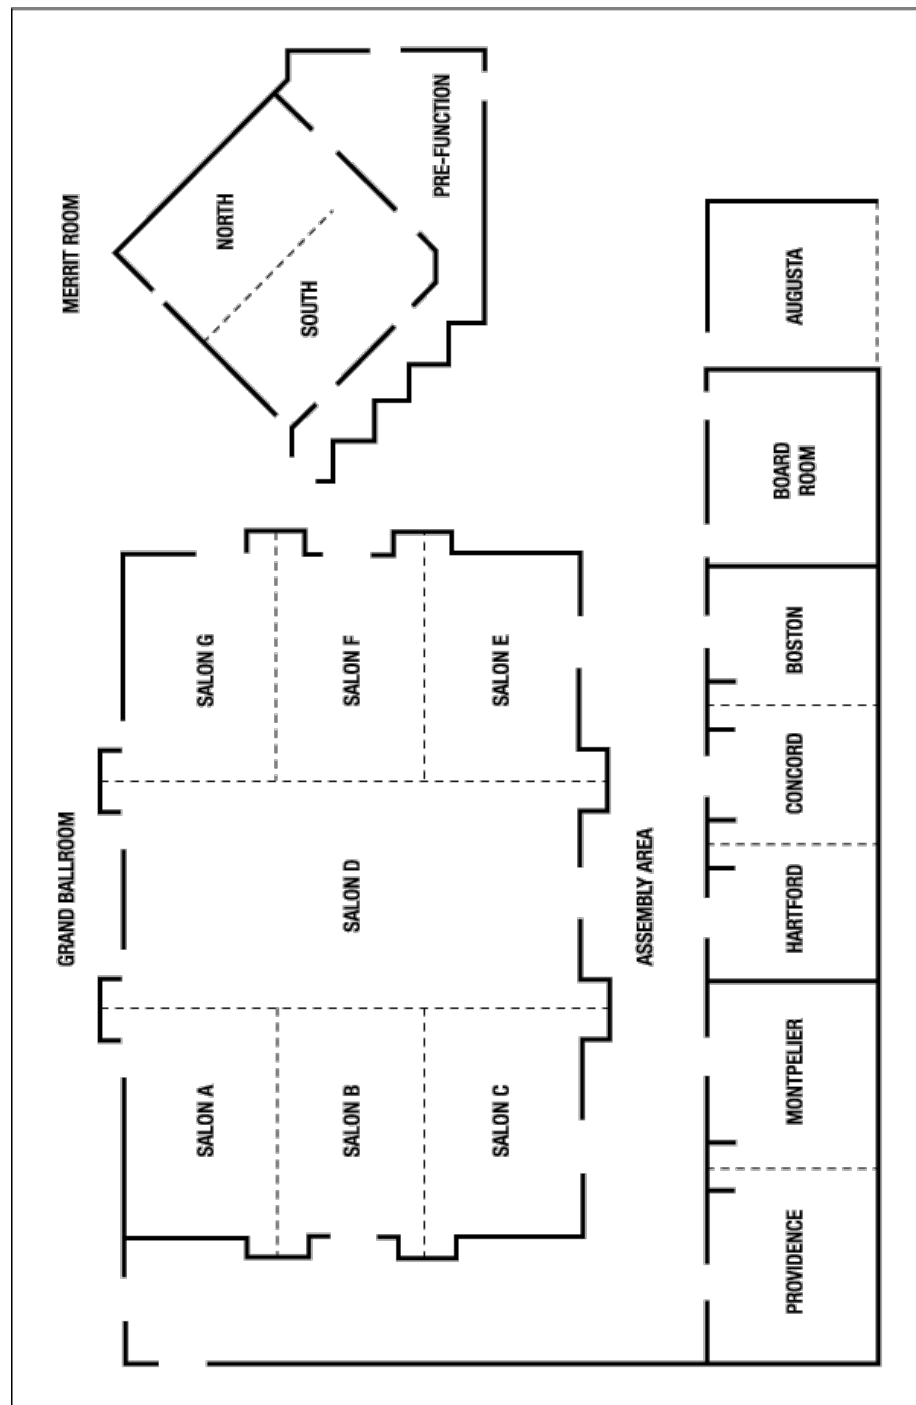 MERRIT ROOM
NORTH
SOUTH
PRE-FUNCTION
GRAND BALLROOM
SALON A
SALON B
SALON C
SALON D
SALON G
SALON F
SALON E
ASSEMBLY AREA
PROVIDENCE
MONTPELIER
HARTFORD
CONCORD
BOSTON
BOARD
ROOM
AUGUSTA